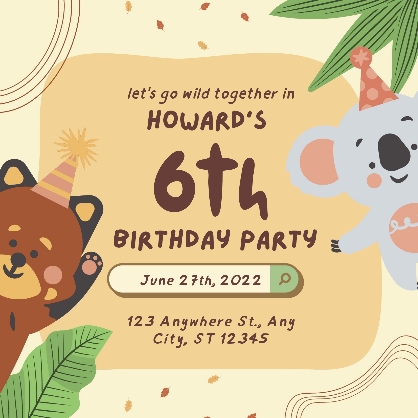 let's go wild together in
HOWARD'S
6th
BIRTHDAY PARTY
June 27th, 2022
123 Anywhere St., Any
City, ST 12345